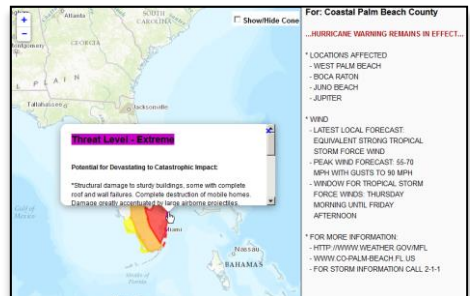 +
-
Atlanta
SOUTH
CAROLINA
Show/Hide Cone
Montgomery
GEORGIA
PLAIN
Tallahassee
Jacksonville
Threat Level - Extreme
x
Potential for Devastating to Catastrophic Impact:
*Structural damage to sturdy buildings, some with complete
roof and wall failures. Complete destruction of mobile homes.
Damage greatly accentuated by large airborne projectiles.
Gulf of
Mexico
Miami
Nassau
BAHAMAS
Straits of
Florida
For: Coastal Palm Beach County
...HURRICANE WARNING REMAINS IN EFFECT...
* LOCATIONS AFFECTED
- WEST PALM BEACH
- BOCA RATON
- JUNO BEACH
- JUPITER
* WIND
- LATEST LOCAL FORECAST:
EQUIVALENT STRONG TROPICAL
STORM FORCE WIND
- PEAK WIND FORECAST: 55-70
MPH WITH GUSTS TO 90 MPH
- WINDOW FOR TROPICAL STORM
FORCE WINDS: THURSDAY
MORNING UNTIL FRIDAY
AFTERNOON
* FOR MORE INFORMATION:
- HTTP://WWW.WEATHER.GOV/MFL
- WWW.CO-PALM-BEACH.FL.US
- FOR STORM INFORMATION CALL 2-1-1